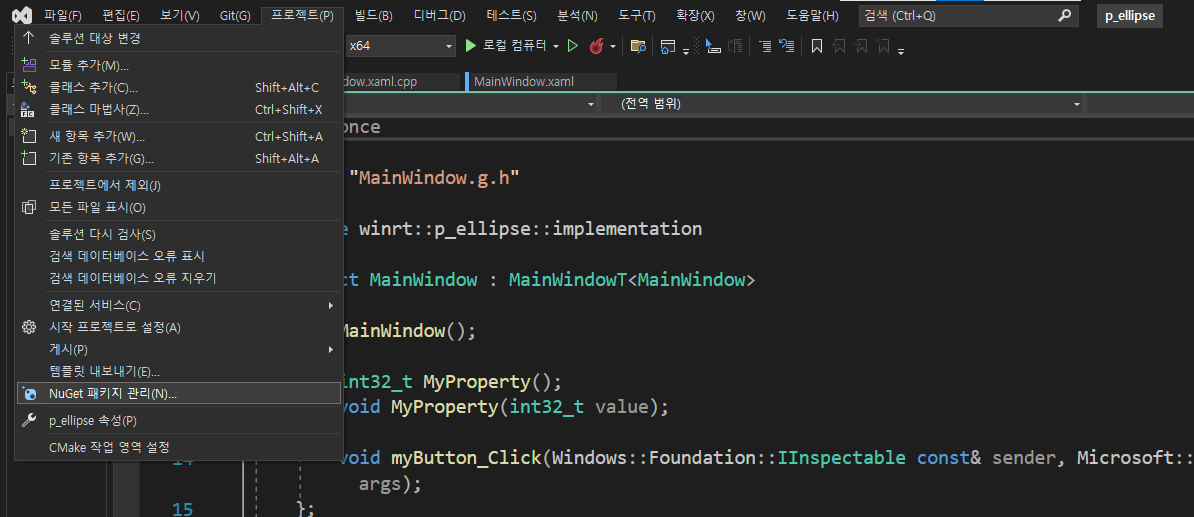 파일(F) 편집(E) 보기(V) Git(G) 프로젝트(P) 빌드(B) 디버그(D) 테스트(S) 분석(N) 도구(T) 확장(X) 창(W) 도움말(H) 검색 (Ctrl+Q) p_ellipse
솔루션 대상 변경
x64 로컬 컴퓨터
모듈 추가(M)...
클래스 추가(C)... Shift+Alt+C
dow.xaml.cpp MainWindow.xaml
클래스 마법사(Z)... Ctrl+Shift+X
(전역 범위)
새 항목 추가(W)... Ctrl+Shift+A
once
기존 항목 추가(G)... Shift+Alt+A
프로젝트에서 제외(J)
"MainWindow.g.h"
모든 파일 표시(O)
솔루션 다시 검사(S)
e winrt::p_ellipse::implementation
검색 데이터베이스 오류 표시
검색 데이터베이스 오류 지우기
ct MainWindow : MainWindowT<MainWindow>
연결된 서비스(C)
시작 프로젝트로 설정(A)
MainWindow();
게시(P)
템플릿 내보내기(E)...
int32_t MyProperty();
NuGet 패키지 관리(N)...
void MyProperty(int32_t value);
p_ellipse 속성(P)
CMake 작업 영역 설정
14 void myButton_Click(Windows::Foundation::IInspectable const& sender, Microsoft::
args);
15 };